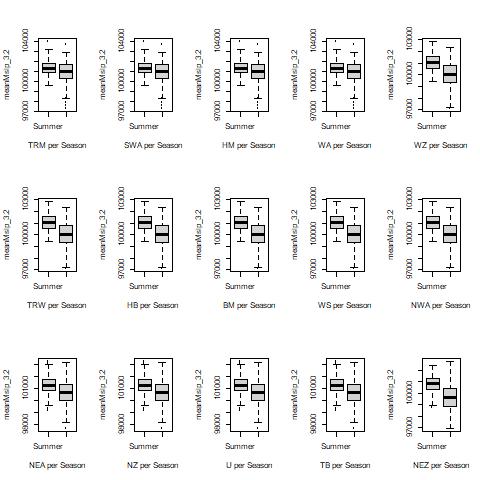 meanMslp_3.2 meanMslp_3.2 meanMslp_3.2 meanMslp_3.2 meanMslp_3.2
97000 100000 104000 97000 100000 104000 97000 100000 104000 97000 100000 104000 97000 100000 103000
Summer Summer Summer Summer Summer
TRM per Season SWA per Season HM per Season WA per Season WZ per Season
meanMslp_3.2 meanMslp_3.2 meanMslp_3.2 meanMslp_3.2 meanMslp_3.2
97000 100000 103000 97000 100000 103000 97000 100000 103000 97000 100000 103000 97000 100000 103000
Summer Summer Summer Summer Summer
TRW per Season HB per Season BM per Season WS per Season NWA per Season
meanMslp_3.2 meanMslp_3.2 meanMslp_3.2 meanMslp_3.2 meanMslp_3.2
98000 101000 98000 101000 98000 101000 98000 101000 98000 101000
Summer Summer Summer Summer Summer
NEA per Season NZ per Season U per Season TB per Season NEZ per Season